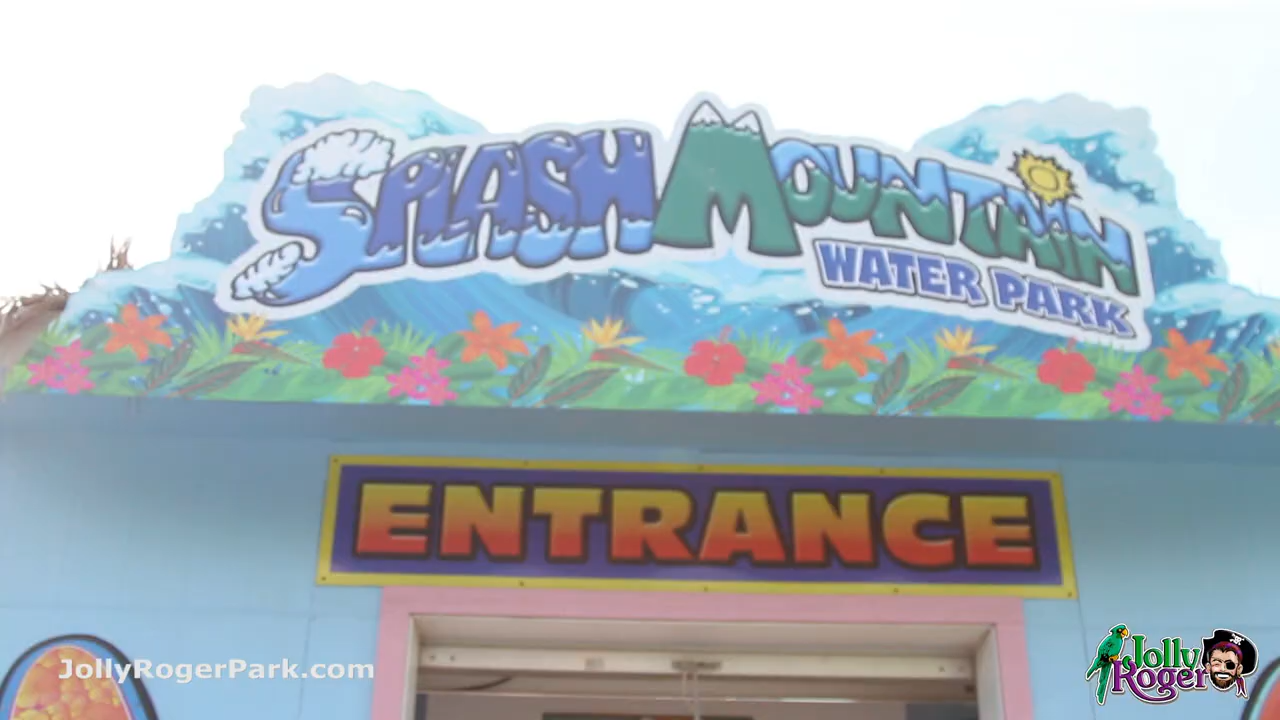 SPLASH MOUNTAIN
WATER PARK
ENTRANCE
JollyRogerPark.com
Jolly
Roger